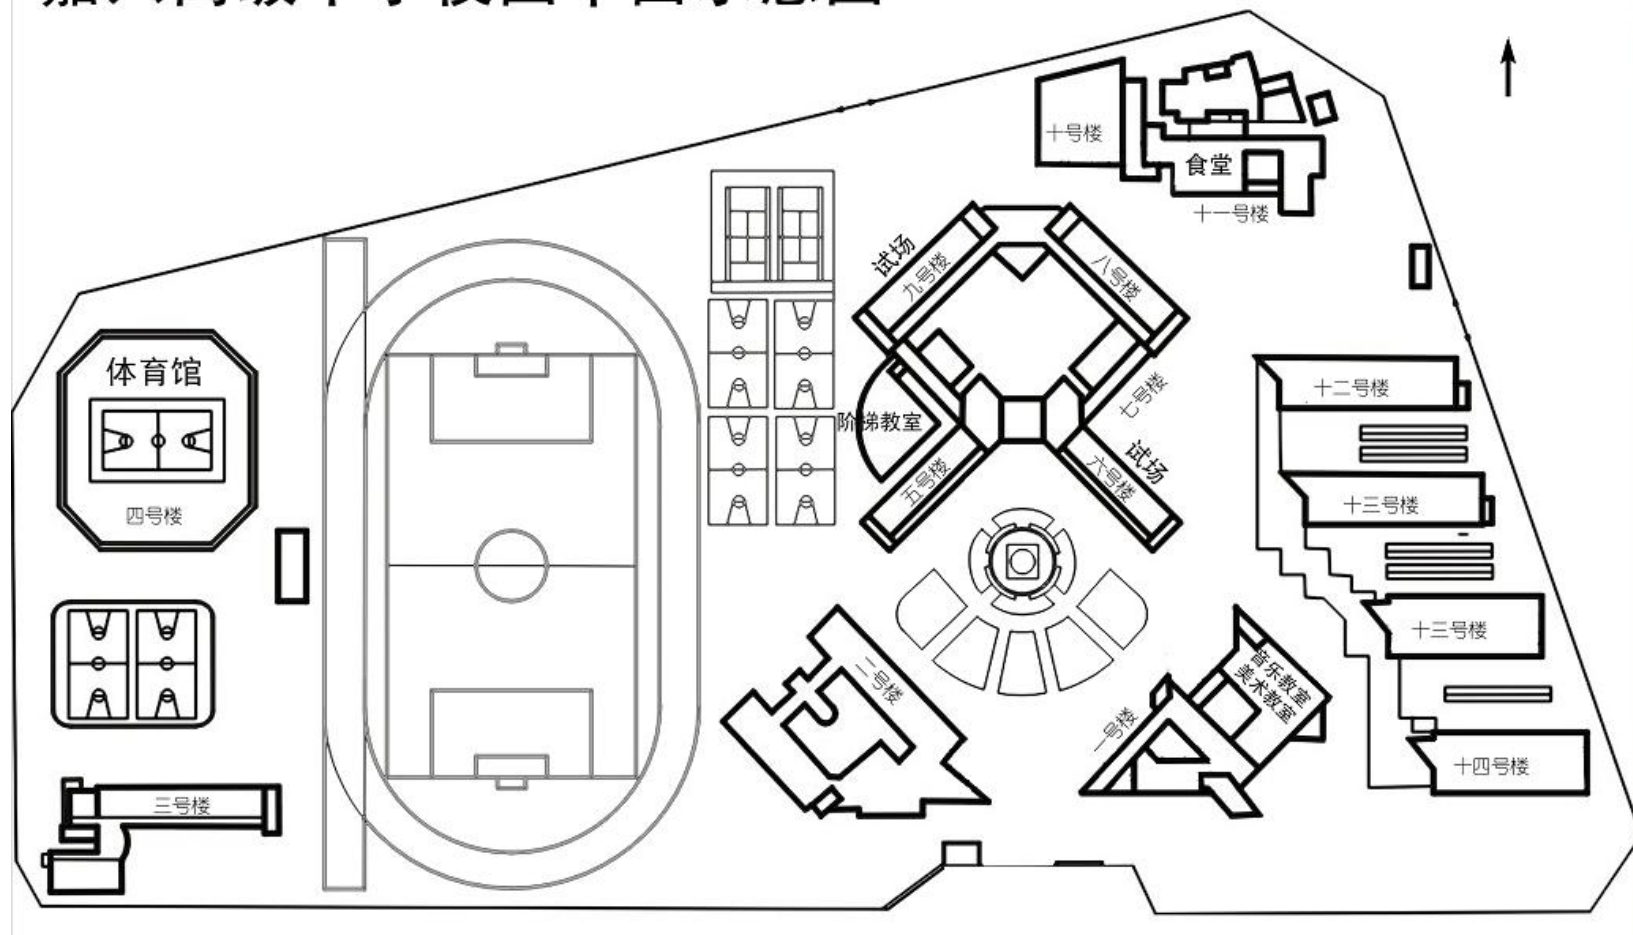 十号楼
食堂
十一号楼
试场
九号楼
八号楼
体育馆
四号楼
阶梯教室
七号楼
十二号楼
试场
五号楼
六号楼
十三号楼
十三号楼
二号楼
音乐教室
美术教室
一号楼
十四号楼
三号楼